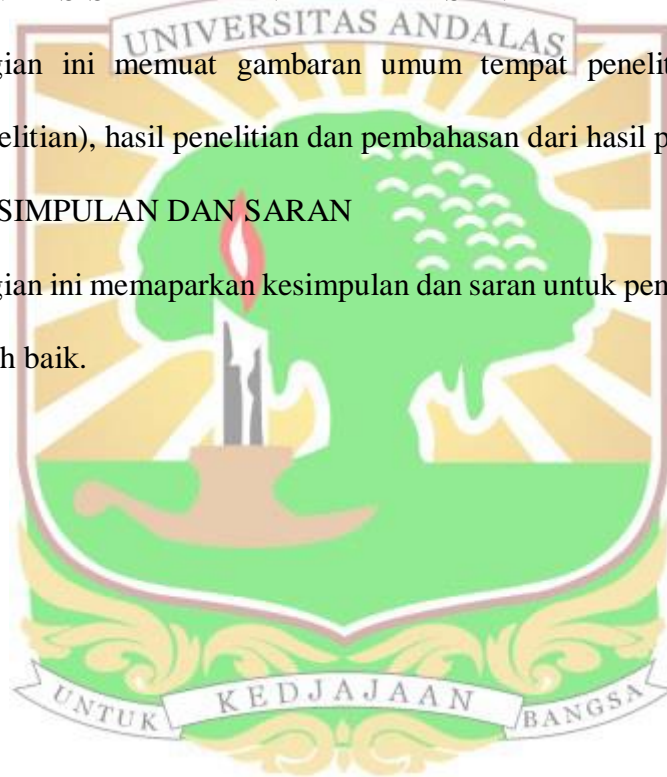 UNIVERSITAS ANDALAS
gian ini memuat gambaran umum tempat penelit
elitian), hasil penelitian dan pembahasan dari hasil p
SIMPULAN DAN SARAN
gian ini memaparkan kesimpulan dan saran untuk pen
h baik.
UNTUK KEDJAJAAN BANGSA